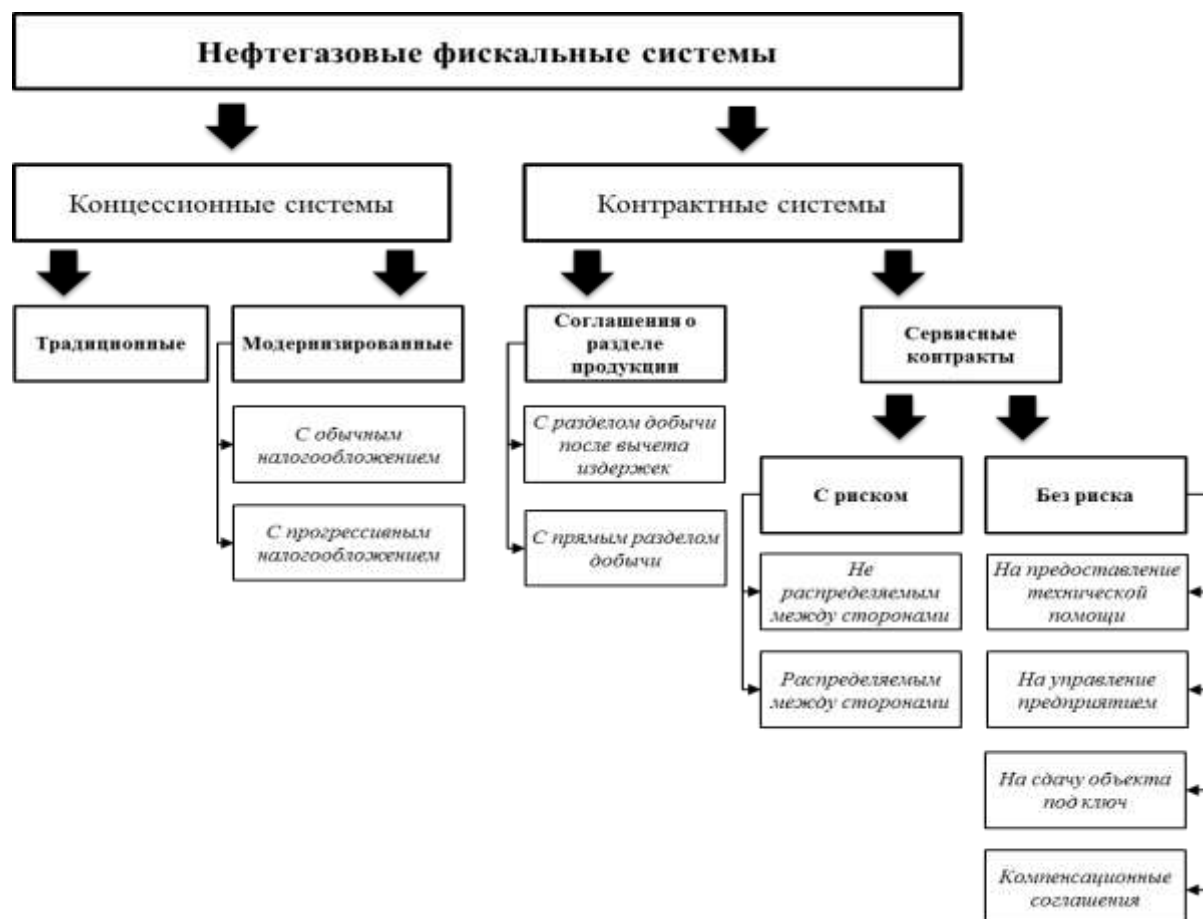 Нефтегазовые фискальные системы
Концессионные системы
Контрактные системы
Традиционные
Модернизированные
Соглашения о
разделе
продукции
Сервисные
контракты
С обычным
налогообложением
С разделом добычи
после вычета
издержек
С риском
Без риска
С прогрессивным
налогообложением
С прямым разделом
добычи
Не
распределяемым
между сторонами
На предоставление
технической
помощи
Распределяемым
между сторонами
На управление
предприятием
На сдачу объекта
под ключ
Компенсационные
соглашения